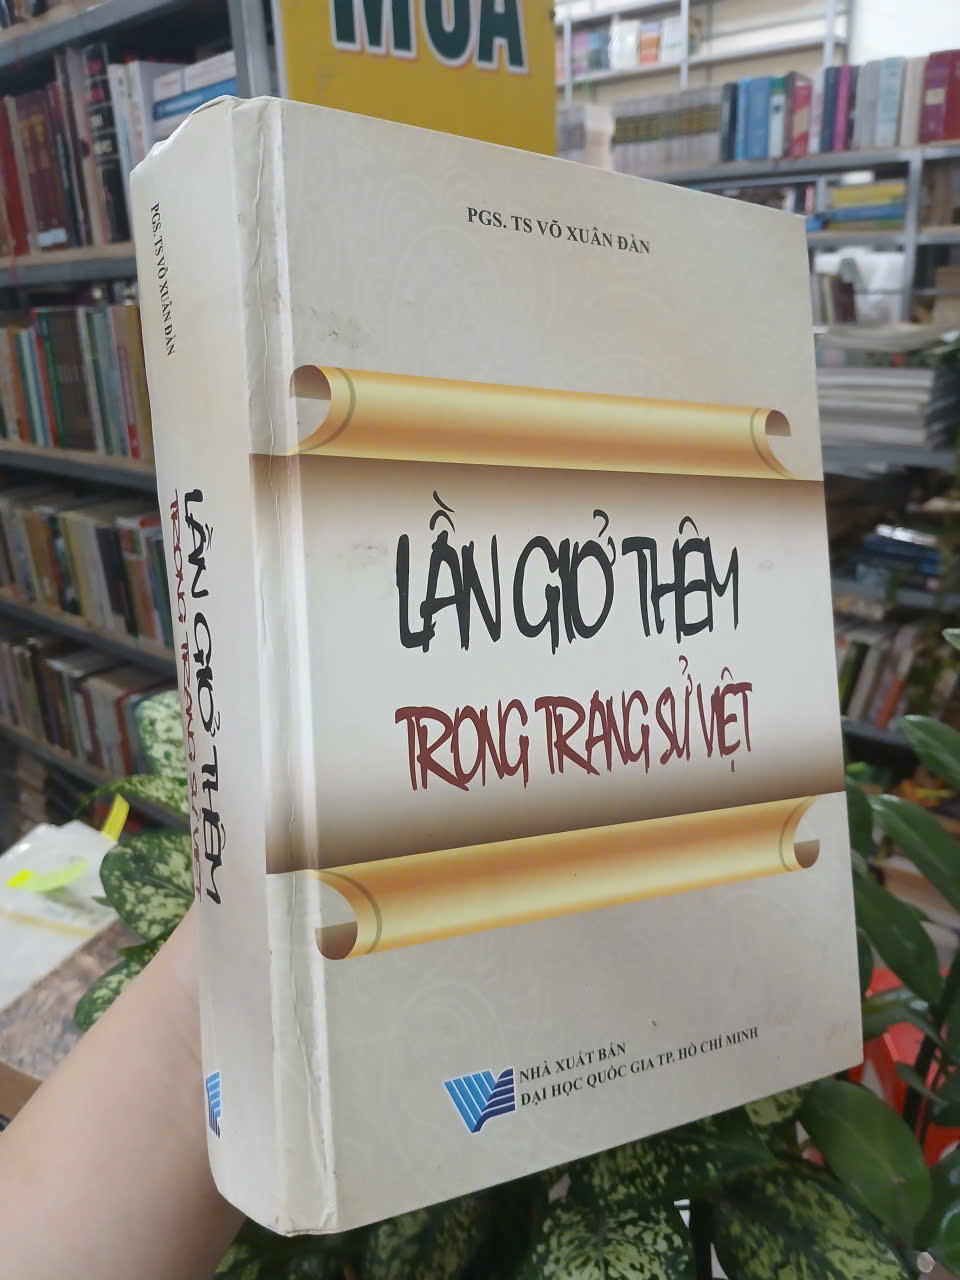 MUA
PGS. TS VÕ XUÂN ĐÀN
LẦN GIỞ THÊM
TRONG TRANG SỬ VIỆT
NHÀ XUẤT BẢN
ĐẠI HỌC QUỐC GIA TP. HỒ CHÍ MINH
PGS. TS VÕ XUÂN ĐÀN
LẦN GIỞ THÊM
TRONG TRANG SỬ VIỆT